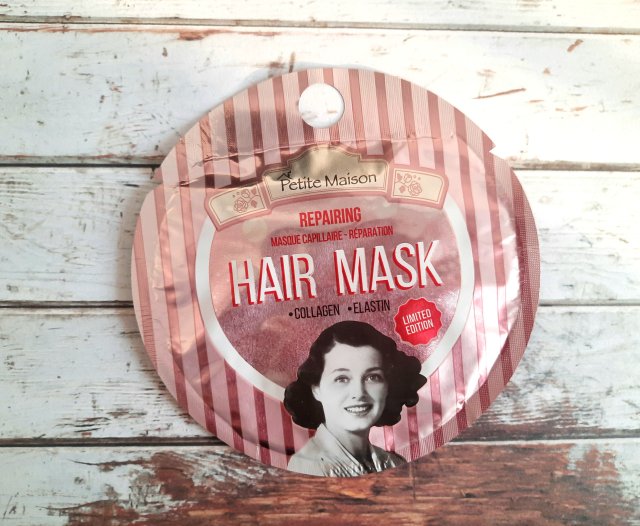 Petite Maison
REPAIRING
MASQUE CAPILLAIRE - RÉPARATION
HAIR MASK
•COLLAGEN •ELASTIN
LIMITED
EDITION